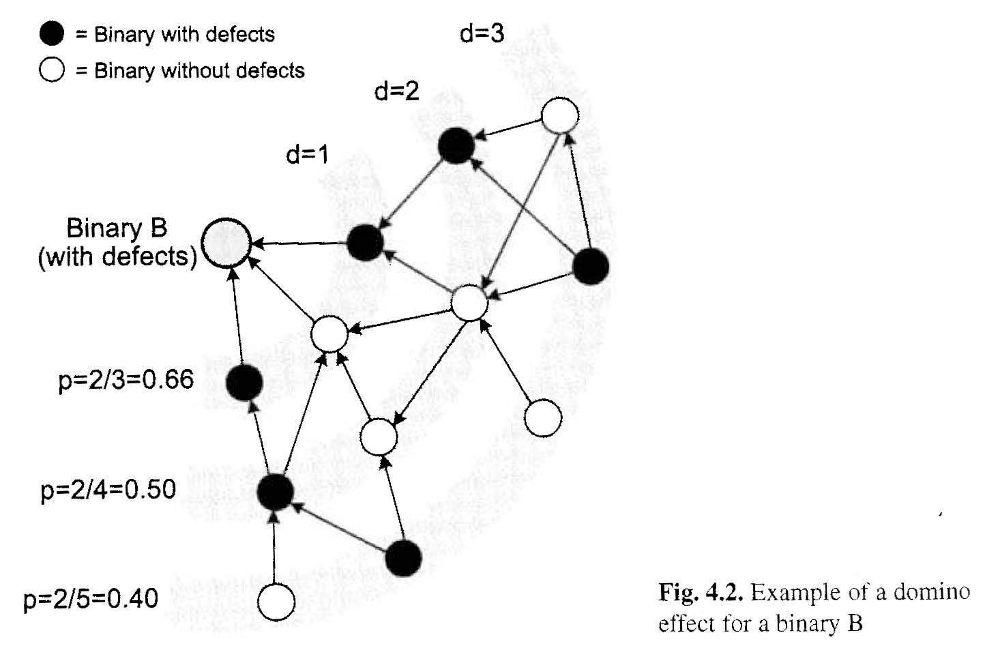 = Binary with defects
= Binary without defects
d=3
d=2
d=1
Binary B
(with defects)
p=2/3=0.66
p=2/4=0.50
p=2/5=0.40
Fig. 4.2. Example of a domino
effect for a binary B